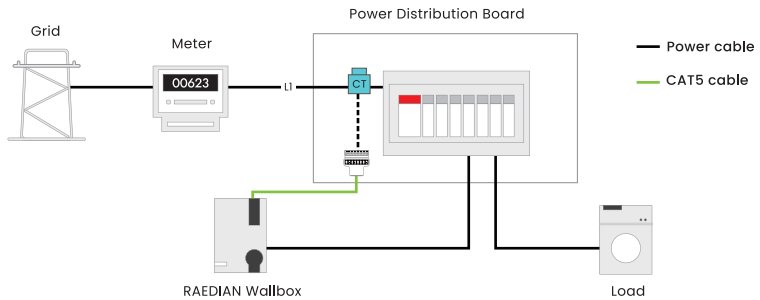 Power Distribution Board
Grid
Meter
Power cable
CAT5 cable
00623
L1
CT
RAEDIAN Wallbox
Load